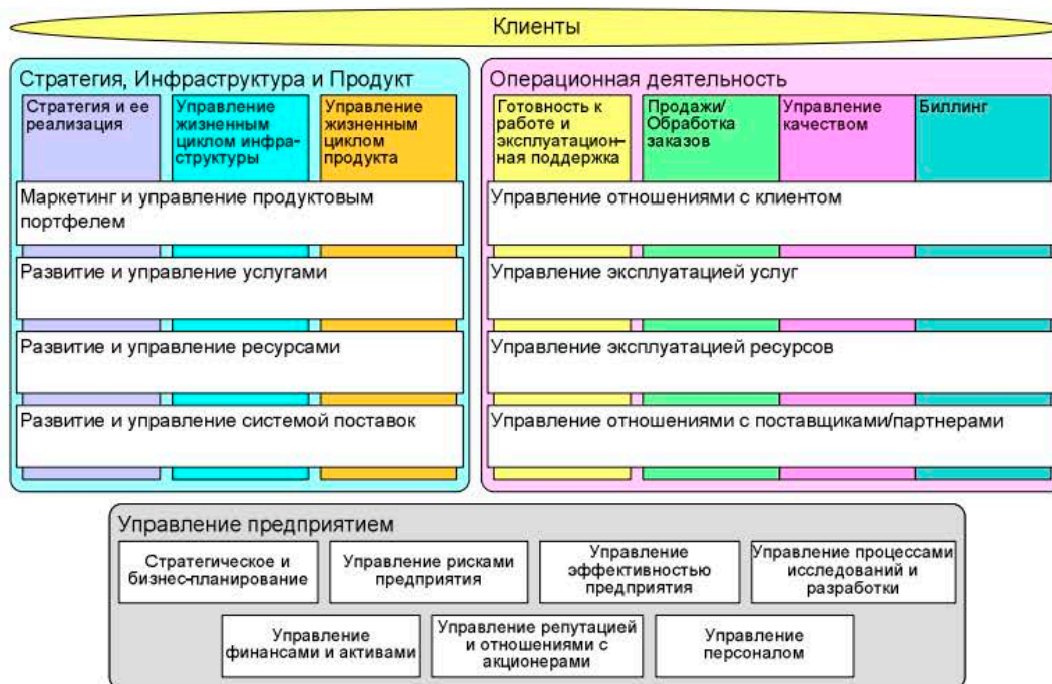 Клиенты
Стратегия, Инфраструктура и Продукт
Стратегия и ее
реализация
Управление
жизненным
циклом инфра-
структуры
Управление
жизненным
циклом
продукта
Маркетинг и управление продуктовым
портфелем
Развитие и управление услугами
Развитие и управление ресурсами
Развитие и управление системой поставок
Операционная деятельность
Готовность к
работе и
эксплуатацион-
ная поддержка
Продажи/
Обработка
заказов
Управление
качеством
Биллинг
Управление отношениями с клиентом
Управление эксплуатацией услуг
Управление эксплуатацией ресурсов
Управление отношениями с поставщиками/партнерами
Управление предприятием
Стратегическое и
бизнес-планирование
Управление рисками
предприятия
Управление
эффективностью
предприятия
Управление процессами
исследований и
разработки
Управление
финансами и активами
Управление репутацией
и отношениями с
акционерами
Управление
персоналом